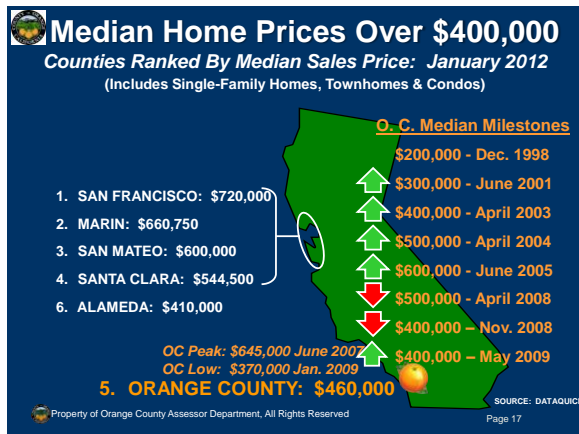 Median Home Prices Over $400,000
Counties Ranked By Median Sales Price: January 2012
(Includes Single-Family Homes, Townhomes & Condos)
O. C. Median Milestones
$200,000 - Dec. 1998
$300,000 - June 2001
$400,000 - April 2003
$500,000 - April 2004
$600,000 - June 2005
$500,000 - April 2008
$400,000 – Nov. 2008
$400,000 – May 2009
1. SAN FRANCISCO: $720,000
2. MARIN: $660,750
3. SAN MATEO: $600,000
4. SANTA CLARA: $544,500
6. ALAMEDA: $410,000
OC Peak: $645,000 June 2007
OC Low: $370,000 Jan. 2009
5. ORANGE COUNTY: $460,000
SOURCE: DATAQUIC
Property of Orange County Assessor Department, All Rights Reserved
Page 17